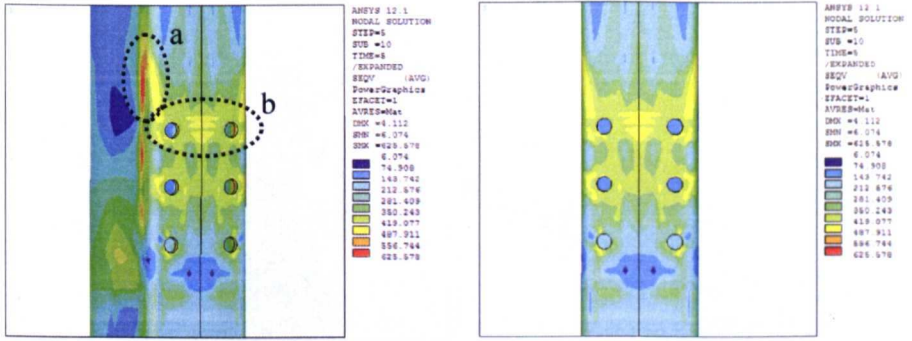 a
b
ANSYS 12.1
NODAL SOLUTION
STEP=5
SUB =10
TIME=5
/EXPANDED
SEQV (AVG)
PowerGraphics
EFACET=1
AVRES=Mat
DMX =4.112
SMN =6.074
SMX =625.578
6.074
74.908
143.742
212.576
281.409
350.243
419.077
487.911
556.744
625.578
ANSYS 12.1
NODAL SOLUTION
STEP=5
SUB =10
TIME=5
/EXPANDED
SEQV (AVG)
PowerGraphics
EFACET=1
AVRES=Mat
DMX =4.112
SMN =6.074
SMX =625.578
6.074
74.908
143.742
212.576
281.409
350.243
419.077
487.911
556.744
625.578